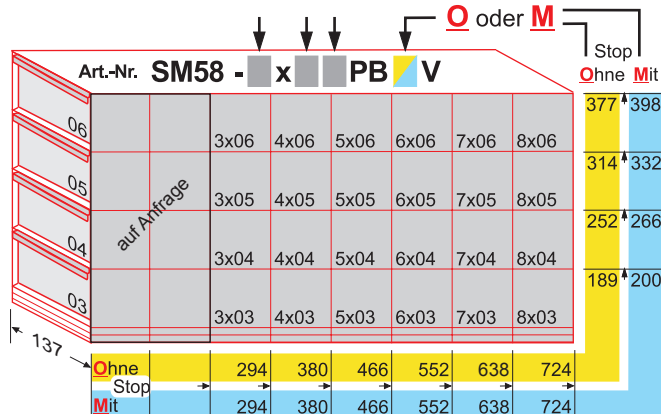 O oder M
Stop
Art.-Nr. SM58 - x PB V
Ohne Mit
377 398
06 3x06 4x06 5x06 6x06 7x06 8x06
314 332
05 auf Anfrage 3x05 4x05 5x05 6x05 7x05 8x05
252 266
04 3x04 4x04 5x04 6x04 7x04 8x04
189 200
03 3x03 4x03 5x03 6x03 7x03 8x03
137
Ohne 294 380 466 552 638 724
Stop
Mit 294 380 466 552 638 724